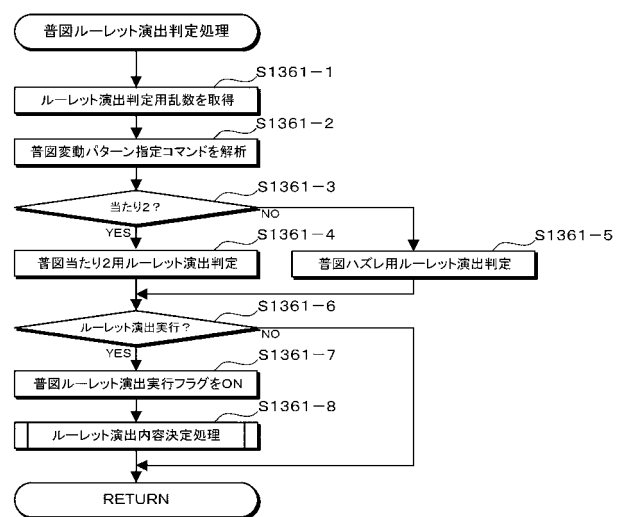 普図ルーレット演出判定処理
S1361-1
ルーレット演出判定用乱数を取得
S1361-2
普図変動パターン指定コマンドを解析
S1361-3
当たり2?
NO
YES
S1361-4
S1361-5
普図当たり2用ルーレット演出判定
普図ハズレ用ルーレット演出判定
S1361-6
ルーレット演出実行?
NO
YES
S1361-7
普図ルーレット演出実行フラグをON
S1361-8
ルーレット演出内容決定処理
RETURN